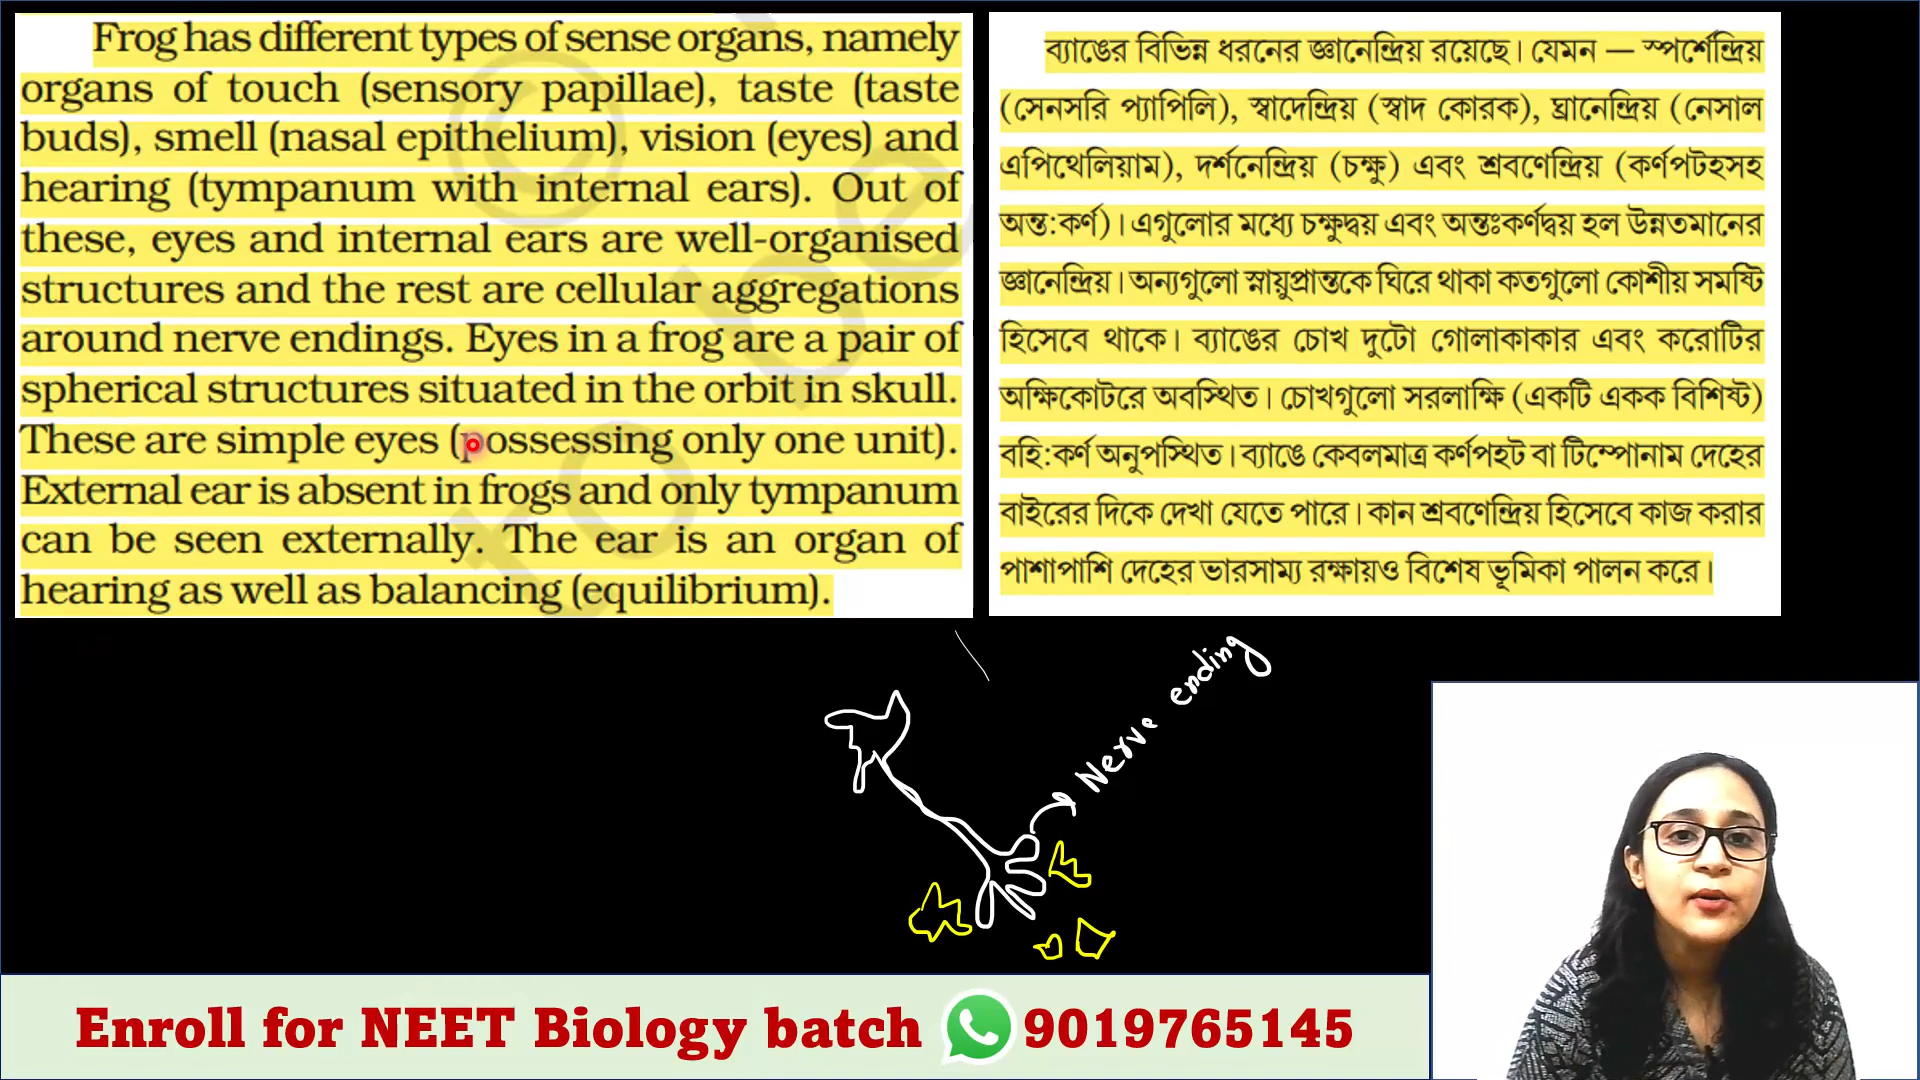 Frog has different types of sense organs, namely
organs of touch (sensory papillae), taste (taste
buds), smell (nasal epithelium), vision (eyes) and
hearing (tympanum with internal ears). Out of
these, eyes and internal ears are well-organised
structures and the rest are cellular aggregations
around nerve endings. Eyes in a frog are a pair of
spherical structures situated in the orbit in skull.
These are simple eyes (possessing only one unit).
External ear is absent in frogs and only tympanum
can be seen externally. The ear is an organ of
hearing as well as balancing (equilibrium).
ব্যাঙের বিভিন্ন ধরনের জ্ঞানেন্দ্রিয় রয়েছে। যেমন — স্পর্শেন্দ্রিয়
(সেনসরি প্যাপিলি), স্বাদেন্দ্রিয় (স্বাদ কোরক), ঘ্রানেন্দ্রিয় (নেসাল
এপিথেলিয়াম), দর্শনেন্দ্রিয় (চক্ষু) এবং শ্রবণেন্দ্রিয় (কর্ণপটহসহ
অন্ত:কর্ণ)। এগুলোর মধ্যে চক্ষুদ্বয় এবং অন্তঃকর্ণদ্বয় হল উন্নতমানের
জ্ঞানেন্দ্রিয়। অন্যগুলো স্নায়ুপ্রান্তকে ঘিরে থাকা কতগুলো কোশীয় সমষ্টি
হিসেবে থাকে। ব্যাঙের চোখ দুটো গোলাকাকার এবং করোটির
অক্ষিকোটরে অবস্থিত। চোখগুলো সরলাক্ষি (একটি একক বিশিষ্ট)
বহি:কর্ণ অনুপস্থিত। ব্যাঙে কেবলমাত্র কর্ণপহট বা টিম্পোনাম দেহের
বাইরের দিকে দেখা যেতে পারে। কান শ্রবণেন্দ্রিয় হিসেবে কাজ করার
পাশাপাশি দেহের ভারসাম্য রক্ষায়ও বিশেষ ভূমিকা পালন করে।
Nerve ending
Enroll for NEET Biology batch 9019765145